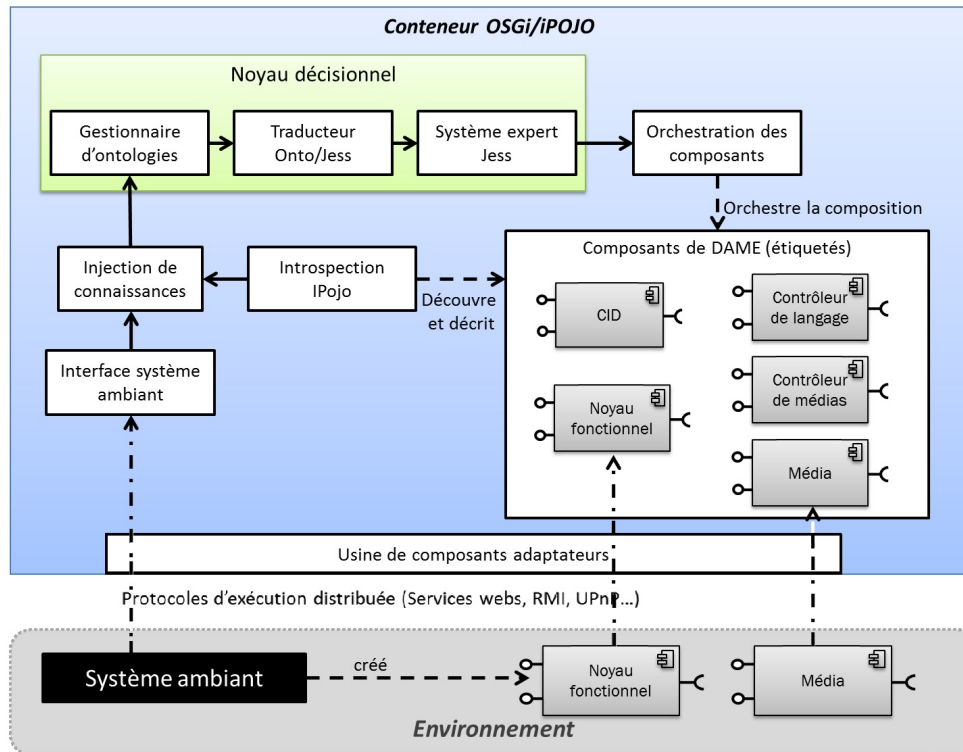 Conteneur OSGi/iPOJO
Noyau décisionnel
Gestionnaire
d'ontologies
Traducteur
Onto/Jess
Système expert
Jess
Orchestration des
composants
Orchestre la composition
Injection de
connaissances
Introspection
IPojo
Découvre
et décrit
Interface système
ambiant
Composants de DAME (étiquetés)
CID
Contrôleur
de langage
Noyau
fonctionnel
Contrôleur
de médias
Média
Usine de composants adaptateurs
Protocoles d'exécution distribuée (Services webs, RMI, UPnP...)
Système ambiant
créé
Noyau
fonctionnel
Média
Environnement